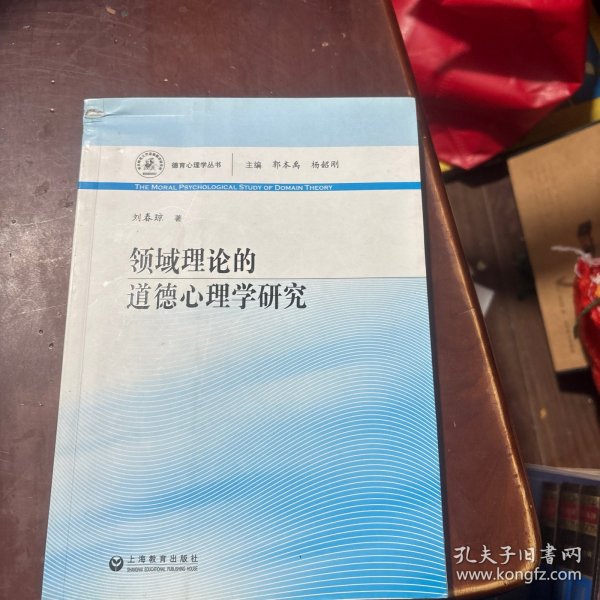 德育心理学丛书 主编 郭本禹 杨韶刚
THE MORAL PSYCHOLOGICAL STUDY OF DOMAIN THEORY
刘春琼 著
领域理论的
道德心理学研究
上海教育出版社
SHANGHAI EDUCATIONAL PUBLISHING HOUSE
孔夫子旧书网
www.kongfz.com